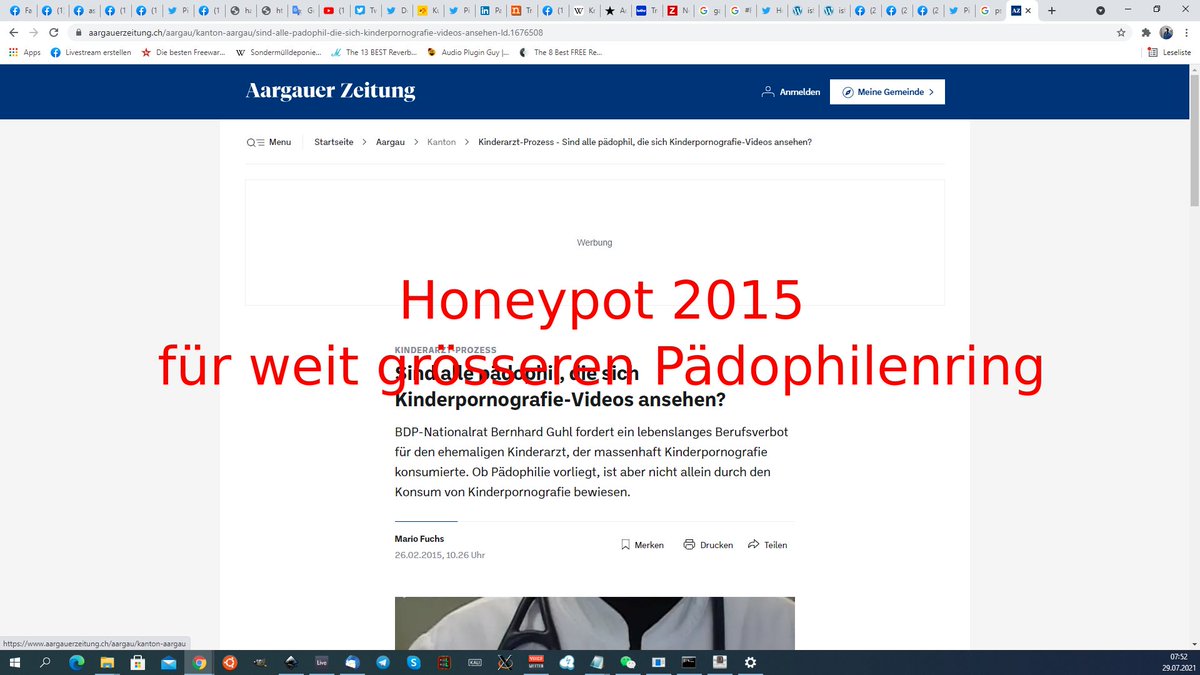 aargauerzeitung.ch/aargau/kanton-aargau/sind-alle-padophil-die-sich-kinderpornografie-videos-ansehen-ld.1676508
Apps
Livestream erstellen
Die besten Freewar...
Sondermülldeponie...
The 13 BEST Reverb...
Audio Plugin Guy |...
The 8 Best FREE Re...
Leseliste
Aargauer Zeitung
Anmelden
Meine Gemeinde
Menu
Startseite > Aargau > Kanton > Kinderarzt-Prozess - Sind alle pädophil, die sich Kinderpornografie-Videos ansehen?
Werbung
Honeypot 2015
für weit grösseren Pädophilenring
KINDERARZT-PROZESS
Sind alle pädophil, die sich
Kinderpornografie-Videos ansehen?
BDP-Nationalrat Bernhard Guhl fordert ein lebenslanges Berufsverbot
für den ehemaligen Kinderarzt, der massenhaft Kinderpornografie
konsumierte. Ob Pädophilie vorliegt, ist aber nicht allein durch den
Konsum von Kinderpornografie bewiesen.
Mario Fuchs
26.02.2015, 10.26 Uhr
Merken
Drucken
Teilen
https://www.aargauerzeitung.ch/aargau/kanton-aargau
07:52
29.07.2021